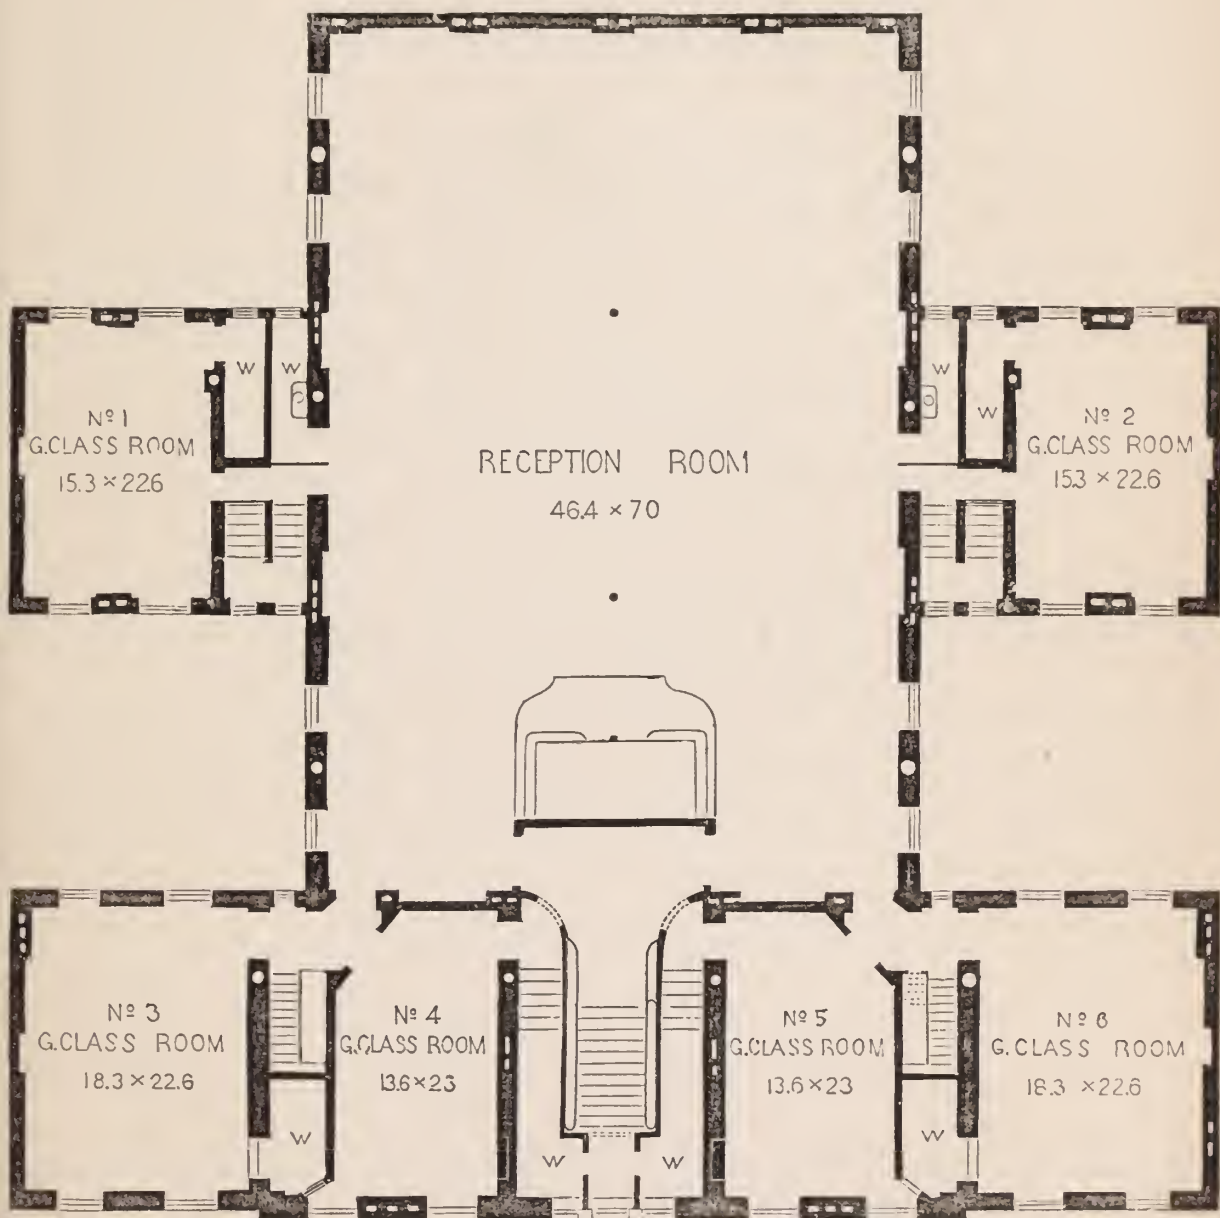 W
W
W
W
Nº 1
G.CLASS ROOM
15.3 × 22.6
RECEPTION ROOM
46.4 × 70
Nº 2
G.CLASS ROOM
15.3 × 22.6
Nº 3
G.CLASS ROOM
18.3 × 22.6
Nº 4
G.CLASS ROOM
13.6 × 23
Nº 5
G.CLASS ROOM
13.6 × 23
Nº 6
G.CLASS ROOM
18.3 × 22.6
W
W
W
W